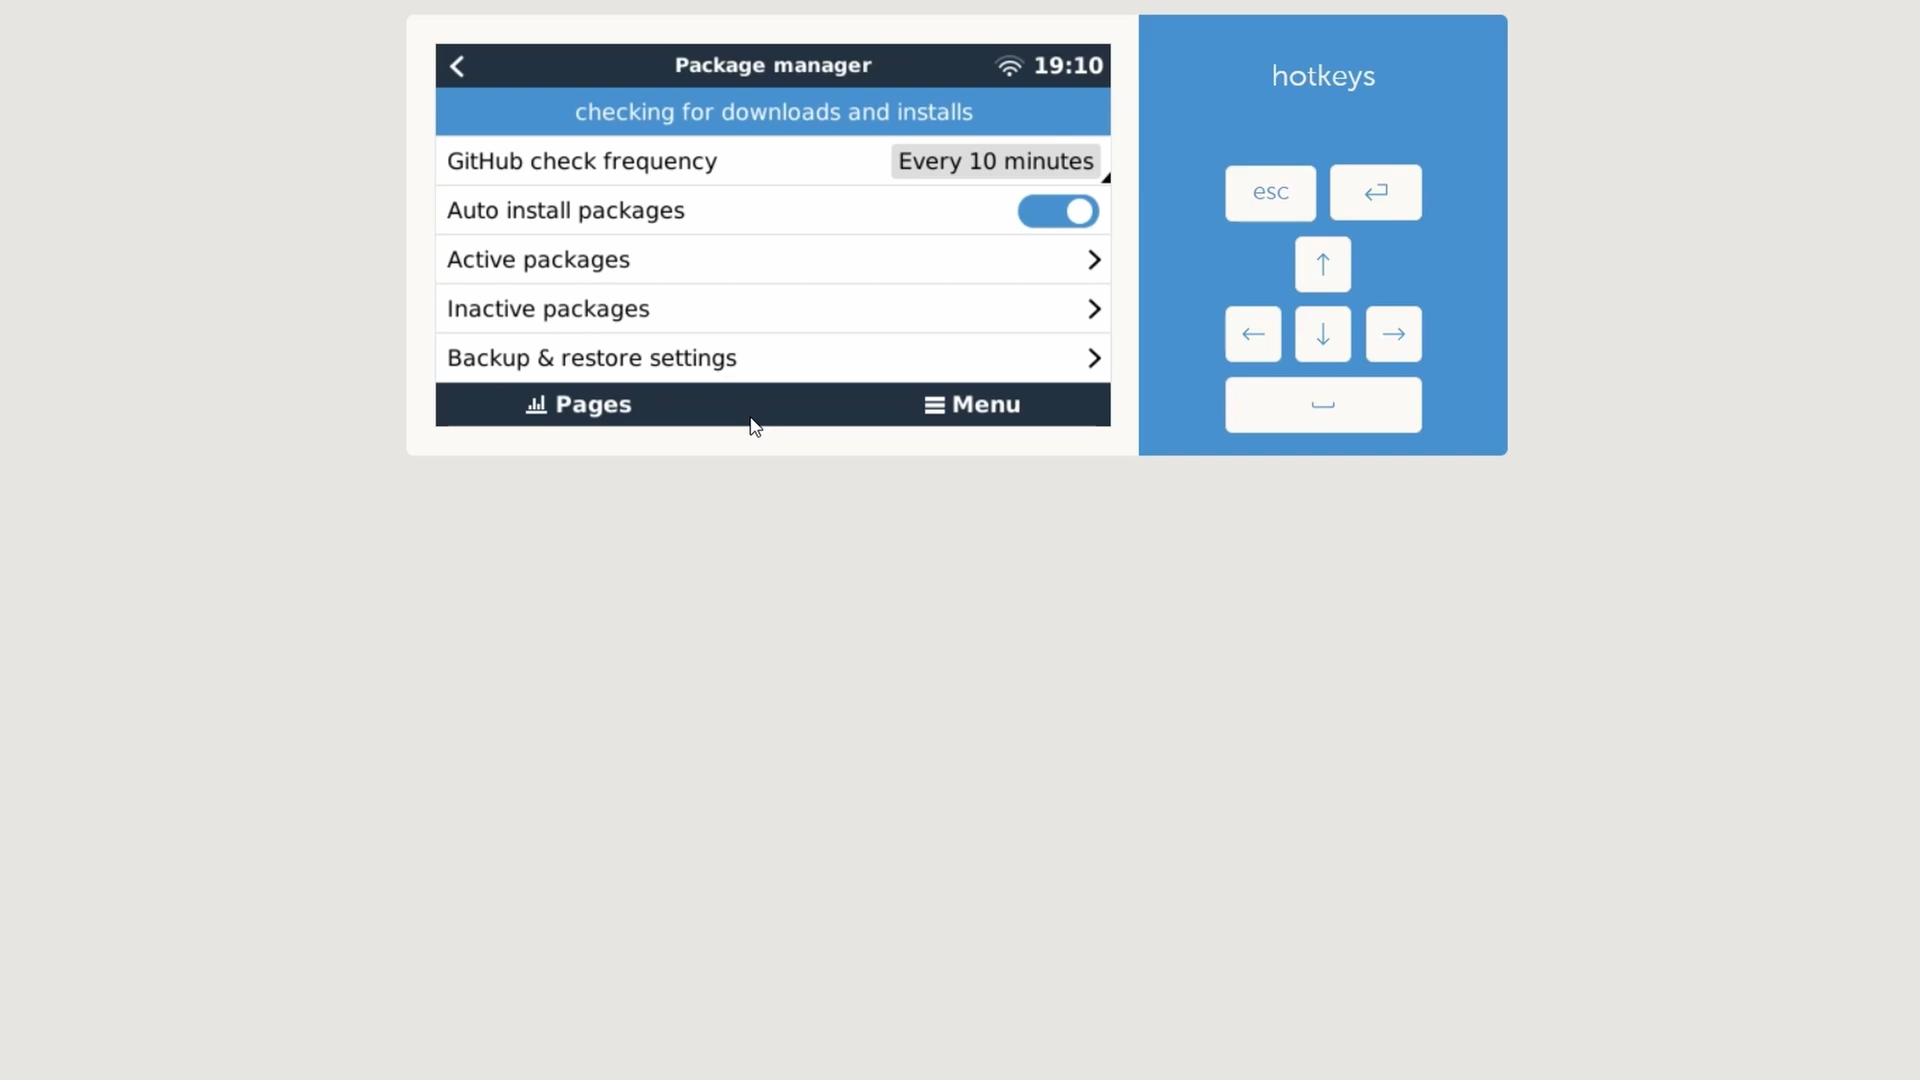 Package manager 19:10
checking for downloads and installs
GitHub check frequency Every 10 minutes
Auto install packages
Active packages
Inactive packages
Backup & restore settings
Pages Menu
hotkeys
esc